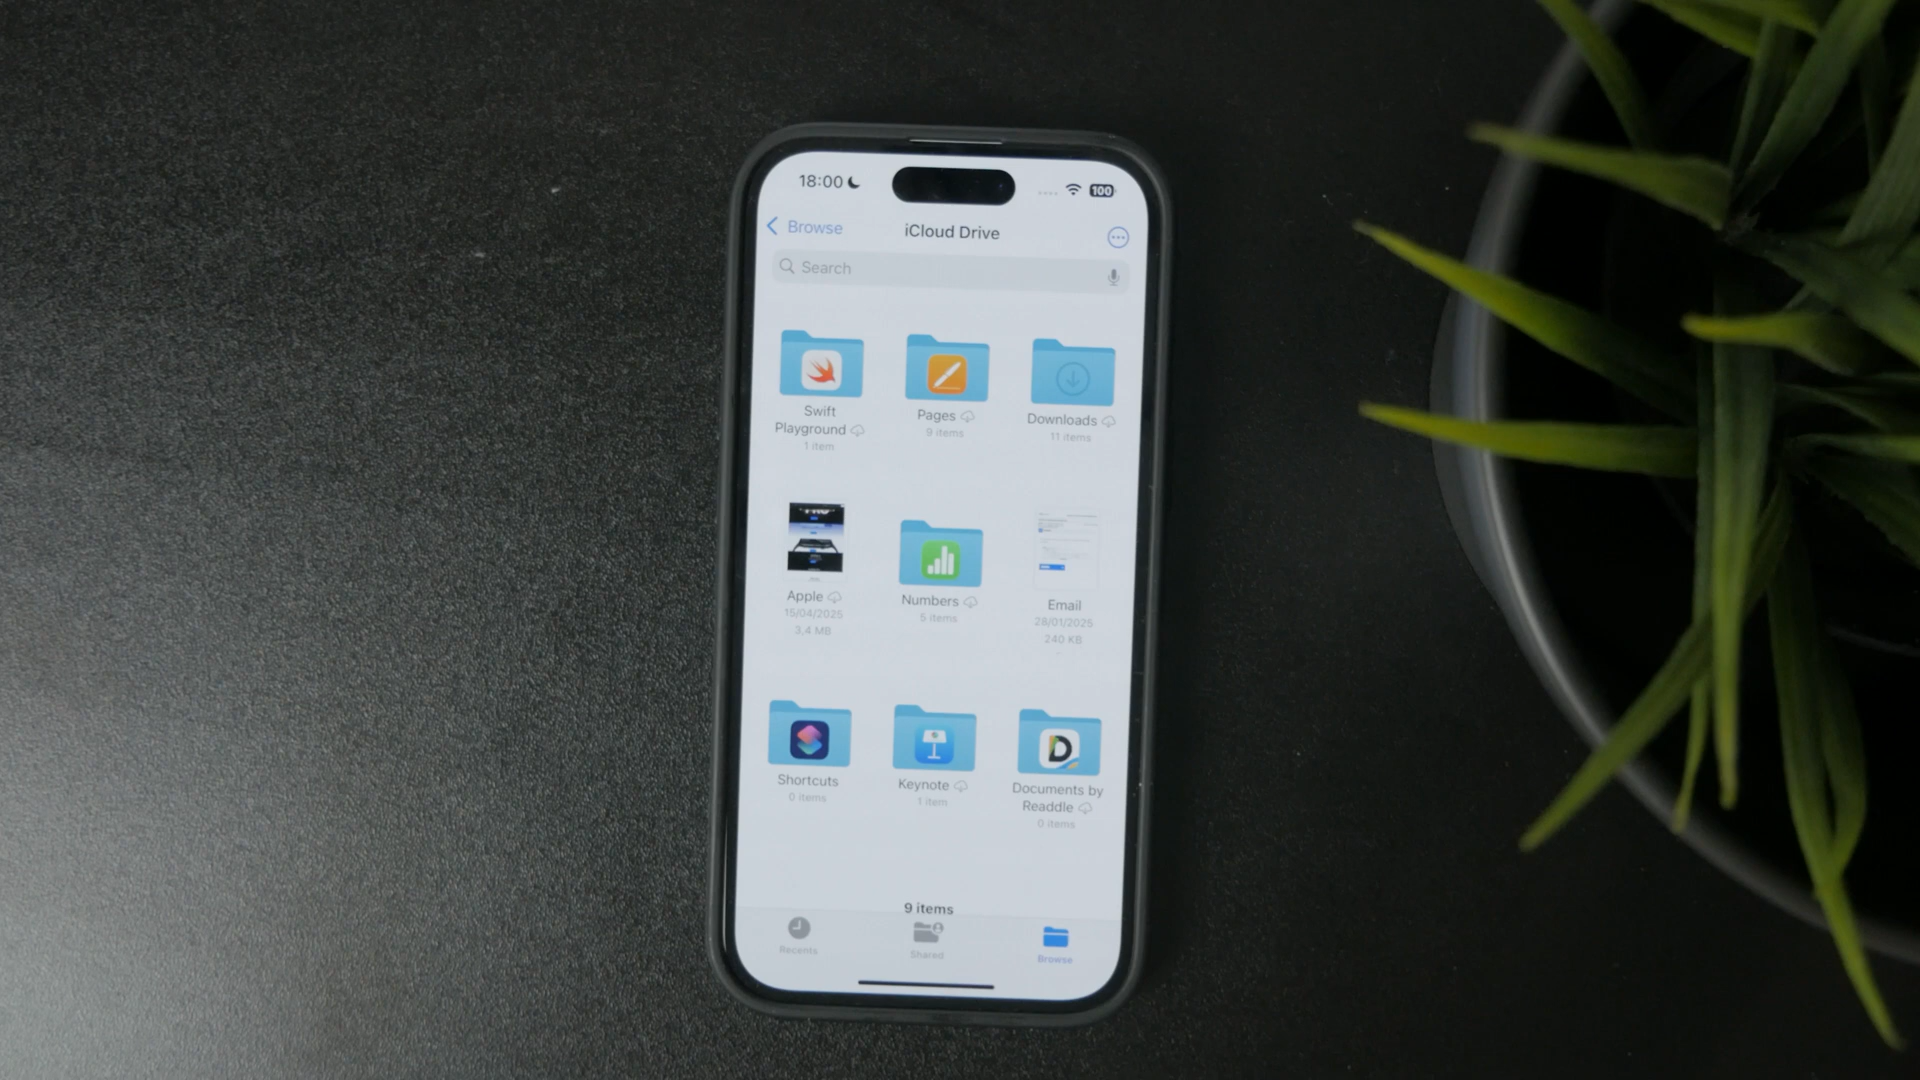 18:00
100
Browse
iCloud Drive
Search
Swift
Playground
1 item
Pages
9 items
Downloads
11 items
Apple
15/04/2025
3,4 MB
Numbers
5 items
Email
28/01/2025
240 KB
Shortcuts
0 items
Keynote
1 item
Documents by
Readdle
0 items
9 items
Recents
Shared
Browse